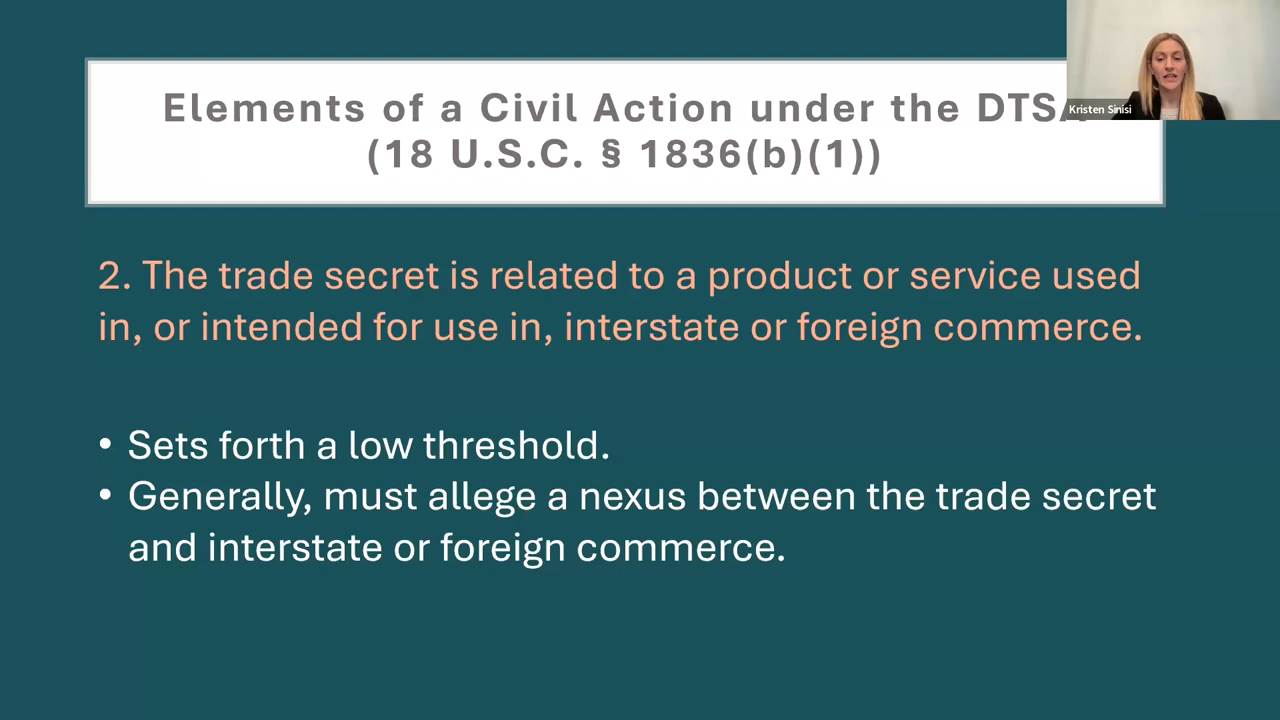 Elements of a Civil Action under the DTSA
(18 U.S.C. § 1836(b)(1))
Kristen Sinisi
2. The trade secret is related to a product or service used
in, or intended for use in, interstate or foreign commerce.
• Sets forth a low threshold.
• Generally, must allege a nexus between the trade secret
and interstate or foreign commerce.